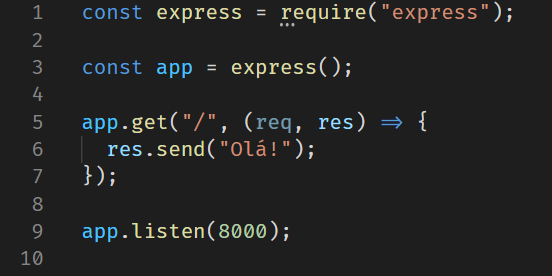 1 const express = require("express");
2
3 const app = express();
4
5 app.get("/", (req, res) => {
6 res.send("Olá!");
7 });
8
9 app.listen(8000);
10